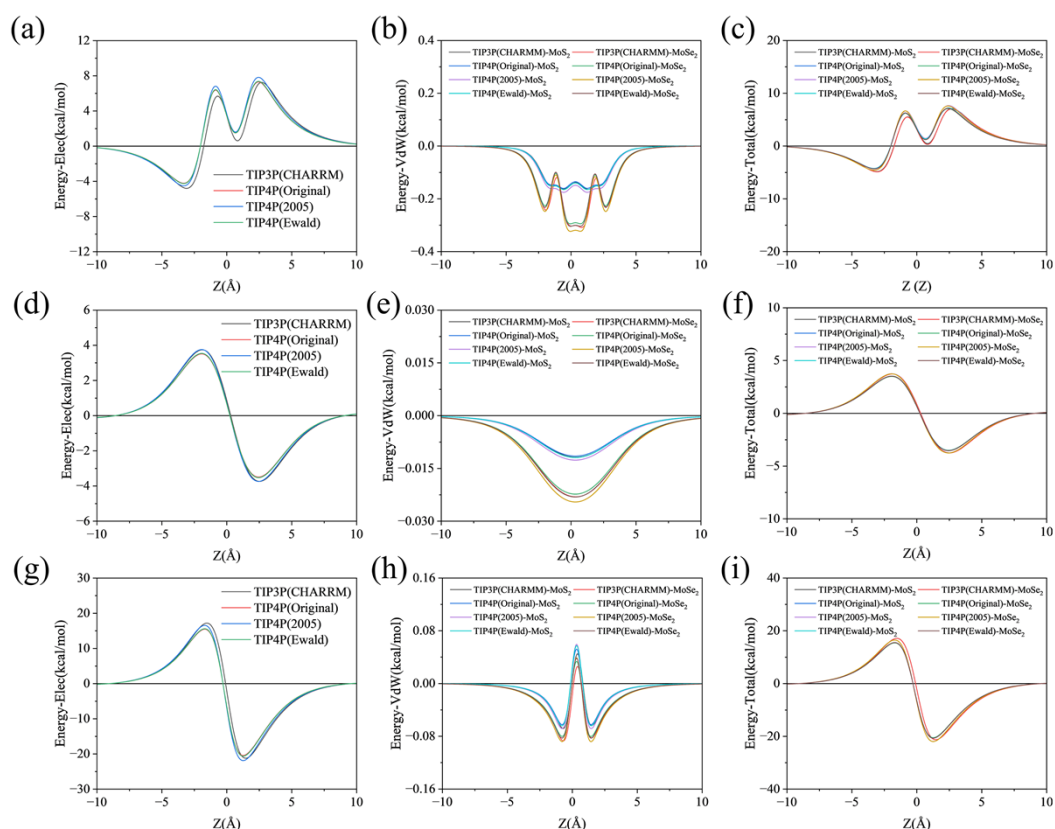 (a)
12
8
4
0
−4
−8
−12
Energy-Elec(kcal/mol)
TIP3P(CHARRM)
TIP4P(Original)
TIP4P(2005)
TIP4P(Ewald)
−10 −5 0 5 10
Z(Å)
(b)
0.4
0.2
0.0
−0.2
−0.4
Energy-VdW(kcal/mol)
TIP3P(CHARMM)-MoS₂ TIP3P(CHARMM)-MoSe₂
TIP4P(Original)-MoS₂ TIP4P(Original)-MoSe₂
TIP4P(2005)-MoS₂ TIP4P(2005)-MoSe₂
TIP4P(Ewald)-MoS₂ TIP4P(Ewald)-MoSe₂
−10 −5 0 5 10
Z(Å)
(c)
20
10
0
−10
−20
Energy-Total(kcal/mol)
TIP3P(CHARMM)-MoS₂ TIP3P(CHARMM)-MoSe₂
TIP4P(Original)-MoS₂ TIP4P(Original)-MoSe₂
TIP4P(2005)-MoS₂ TIP4P(2005)-MoSe₂
TIP4P(Ewald)-MoS₂ TIP4P(Ewald)-MoSe₂
−10 −5 0 5 10
Z (Z)
(d)
6
4
2
0
−2
−4
−6
Energy-Elec(kcal/mol)
TIP3P(CHARRM)
TIP4P(Original)
TIP4P(2005)
TIP4P(Ewald)
−10 −5 0 5 10
Z(Å)
(e)
0.030
0.015
0.000
−0.015
−0.030
Energy-VdW(kcal/mol)
TIP3P(CHARMM)-MoS₂ TIP3P(CHARMM)-MoSe₂
TIP4P(Original)-MoS₂ TIP4P(Original)-MoSe₂
TIP4P(2005)-MoS₂ TIP4P(2005)-MoSe₂
TIP4P(Ewald)-MoS₂ TIP4P(Ewald)-MoSe₂
−10 −5 0 5 10
Z(Å)
(f)
10
5
0
−5
−10
Energy-Total(kcal/mol)
TIP3P(CHARMM)-MoS₂ TIP3P(CHARMM)-MoSe₂
TIP4P(Original)-MoS₂ TIP4P(Original)-MoSe₂
TIP4P(2005)-MoS₂ TIP4P(2005)-MoSe₂
TIP4P(Ewald)-MoS₂ TIP4P(Ewald)-MoSe₂
−10 −5 0 5 10
Z(Å)
(g)
30
20
10
0
−10
−20
−30
Energy-Elec(kcal/mol)
TIP3P(CHARRM)
TIP4P(Original)
TIP4P(2005)
TIP4P(Ewald)
−10 −5 0 5 10
Z(Å)
(h)
0.16
0.08
0.00
−0.08
−0.16
Energy-VdW(kcal/mol)
TIP3P(CHARMM)-MoS₂ TIP3P(CHARMM)-MoSe₂
TIP4P(Original)-MoS₂ TIP4P(Original)-MoSe₂
TIP4P(2005)-MoS₂ TIP4P(2005)-MoSe₂
TIP4P(Ewald)-MoS₂ TIP4P(Ewald)-MoSe₂
−10 −5 0 5 10
Z(Å)
(i)
40
20
0
−20
−40
Energy-Total(kcal/mol)
TIP3P(CHARMM)-MoS₂ TIP3P(CHARMM)-MoSe₂
TIP4P(Original)-MoS₂ TIP4P(Original)-MoSe₂
TIP4P(2005)-MoS₂ TIP4P(2005)-MoSe₂
TIP4P(Ewald)-MoS₂ TIP4P(Ewald)-MoSe₂
−10 −5 0 5 10
Z(Å)